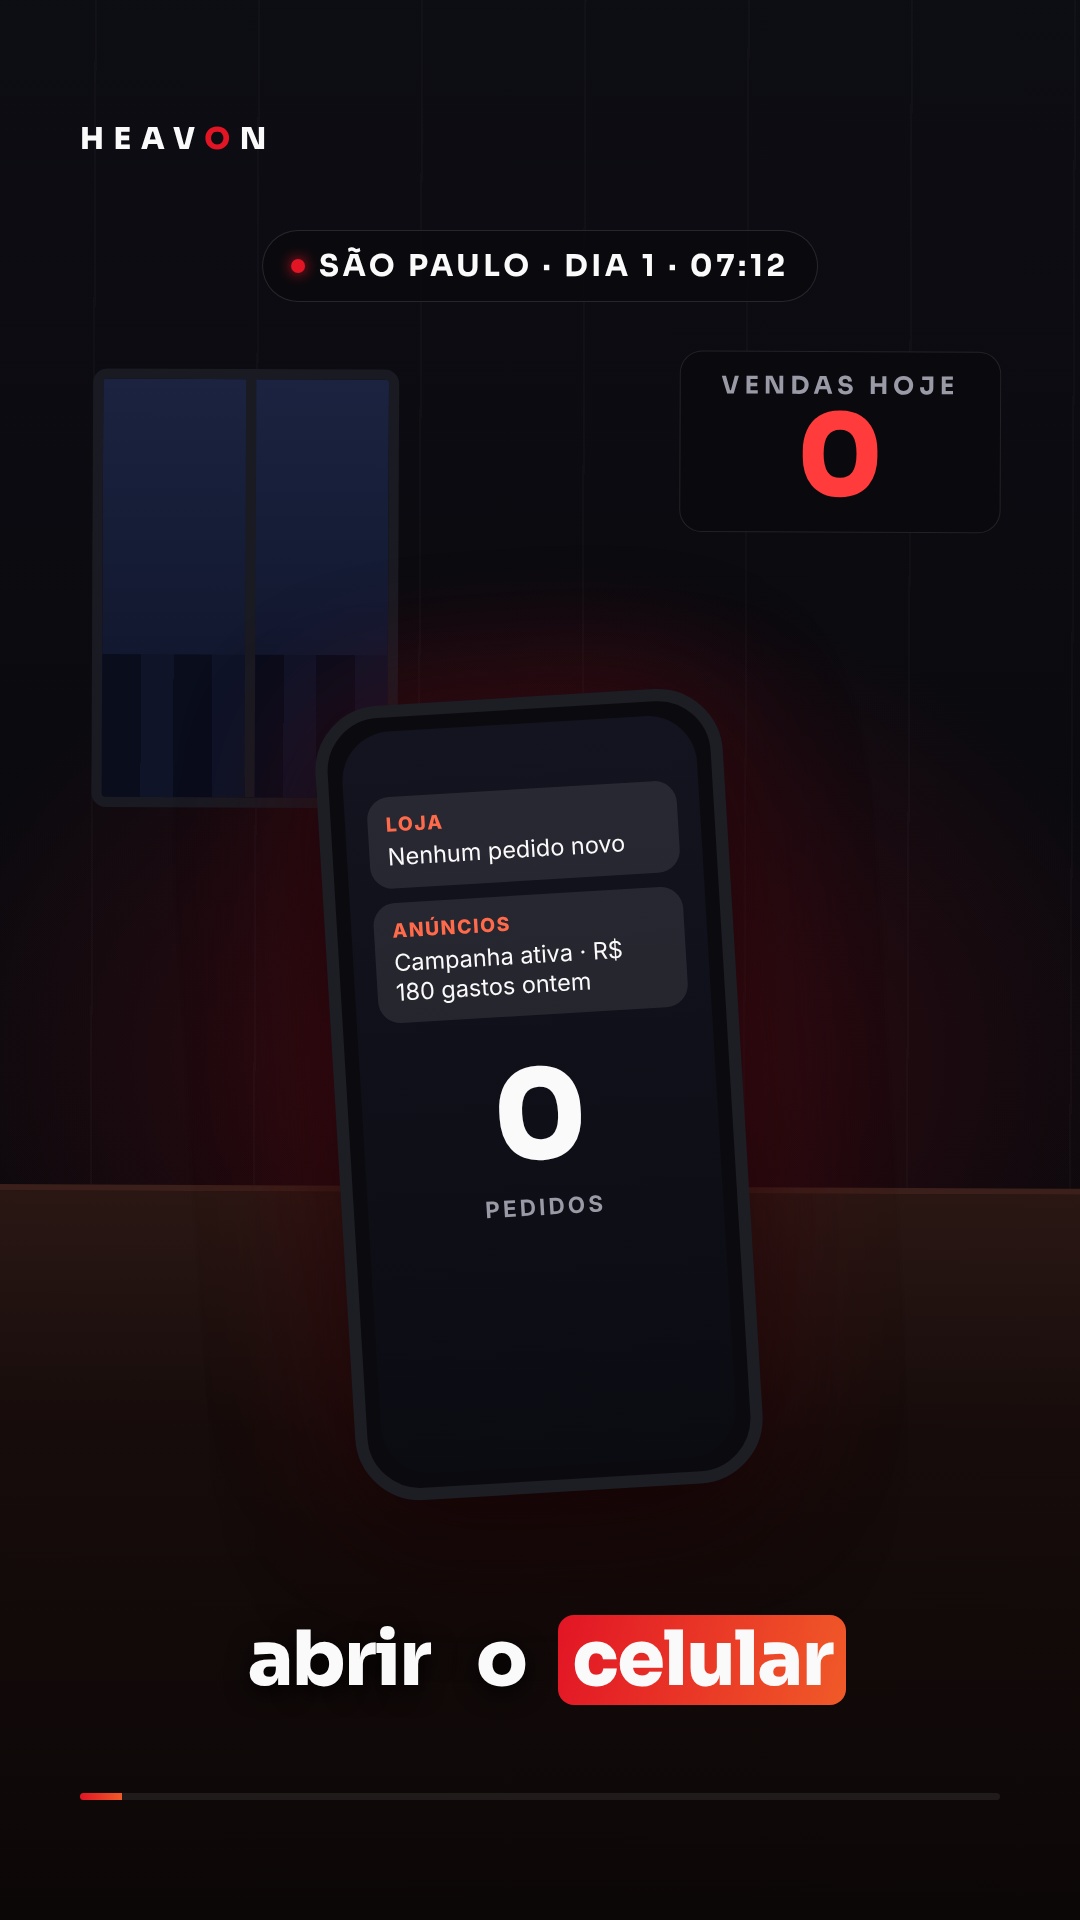 HEAVON
SÃO PAULO · DIA 1 · 07:12
VENDAS HOJE
0
LOJA
Nenhum pedido novo
ANÚNCIOS
Campanha ativa · R$
180 gastos ontem
0
PEDIDOS
abrir o celular